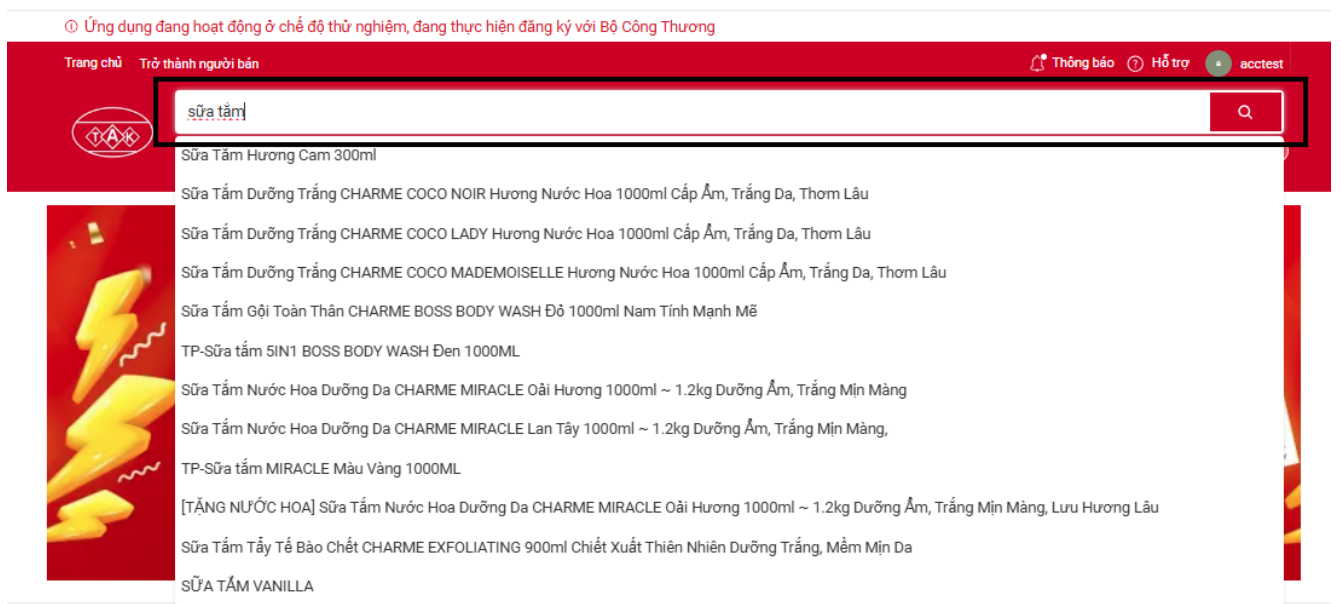 Ứng dụng đang hoạt động ở chế độ thử nghiệm, đang thực hiện đăng ký với Bộ Công Thương
Trang chủ Trở thành người bán Thông báo Hỗ trợ a acctest
TAK
sữa tắm
Sữa Tắm Hương Cam 300ml
Sữa Tắm Dưỡng Trắng CHARME COCO NOIR Hương Nước Hoa 1000ml Cấp Ẩm, Trắng Da, Thơm Lâu
Sữa Tắm Dưỡng Trắng CHARME COCO LADY Hương Nước Hoa 1000ml Cấp Ẩm, Trắng Da, Thơm Lâu
Sữa Tắm Dưỡng Trắng CHARME COCO MADEMOISELLE Hương Nước Hoa 1000ml Cấp Ẩm, Trắng Da, Thơm Lâu
Sữa Tắm Gội Toàn Thân CHARME BOSS BODY WASH Đỏ 1000ml Nam Tính Mạnh Mẽ
TP-Sữa tắm 5IN1 BOSS BODY WASH Đen 1000ML
Sữa Tắm Nước Hoa Dưỡng Da CHARME MIRACLE Oải Hương 1000ml ~ 1.2kg Dưỡng Ẩm, Trắng Mịn Màng
Sữa Tắm Nước Hoa Dưỡng Da CHARME MIRACLE Lan Tây 1000ml ~ 1.2kg Dưỡng Ẩm, Trắng Mịn Màng,
TP-Sữa tắm MIRACLE Màu Vàng 1000ML
[TẶNG NƯỚC HOA] Sữa Tắm Nước Hoa Dưỡng Da CHARME MIRACLE Oải Hương 1000ml ~ 1.2kg Dưỡng Ẩm, Trắng Mịn Màng, Lưu Hương Lâu
Sữa Tắm Tẩy Tế Bào Chết CHARME EXFOLIATING 900ml Chiết Xuất Thiên Nhiên Dưỡng Trắng, Mềm Mịn Da
SỮA TẮM VANILLA